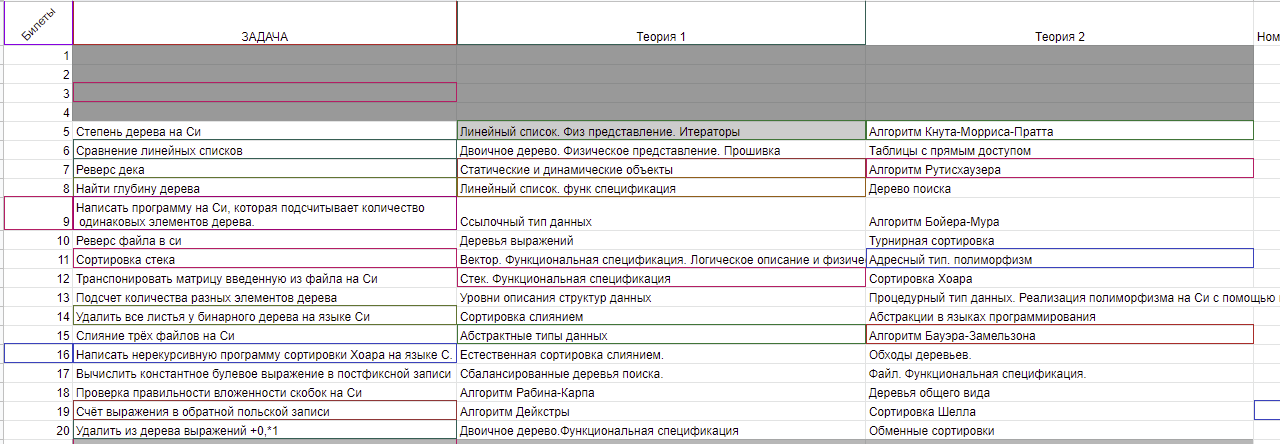 Билеты ЗАДАЧА Теория 1 Теория 2 Ном
1
2
3
4
5 Степень дерева на Си Линейный список. Физ представление. Итераторы Алгоритм Кнута-Морриса-Пратта
6 Сравнение линейных списков Двоичное дерево. Физическое представление. Прошивка Таблицы с прямым доступом
7 Реверс дека Статические и динамические объекты Алгоритм Рутисхаузера
8 Найти глубину дерева Линейный список. функ спецификация Дерево поиска
Написать программу на Си, которая подсчитывает количество
9 одинаковых элементов дерева. Ссылочный тип данных Алгоритм Бойера-Мура
10 Реверс файла в си Деревья выражений Турнирная сортировка
11 Сортировка стека Вектор. Функциональная спецификация. Логическое описание и физиче Адресный тип. полиморфизм
12 Транспонировать матрицу введенную из файла на Си Стек. Функциональная спецификация Сортировка Хоара
13 Подсчет количества разных элементов дерева Уровни описания структур данных Процедурный тип данных. Реализация полиморфизма на Си с помощью
14 Удалить все листья у бинарного дерева на языке Си Сортировка слиянием Абстракции в языках программирования
15 Слияние трёх файлов на Си Абстрактные типы данных Алгоритм Бауэра-Замельзона
16 Написать нерекурсивную программу сортировки Хоара на языке С. Естественная сортировка слиянием. Обходы деревьев.
17 Вычислить константное булевое выражение в постфиксной записи Сбалансированные деревья поиска. Файл. Функциональная спецификация.
18 Проверка правильности вложенности скобок на Си Алгоритм Рабина-Карпа Деревья общего вида
19 Счёт выражения в обратной польской записи Алгоритм Дейкстры Сортировка Шелла
20 Удалить из дерева выражений +0,*1 Двоичное дерево.Функциональная спецификация Обменные сортировки